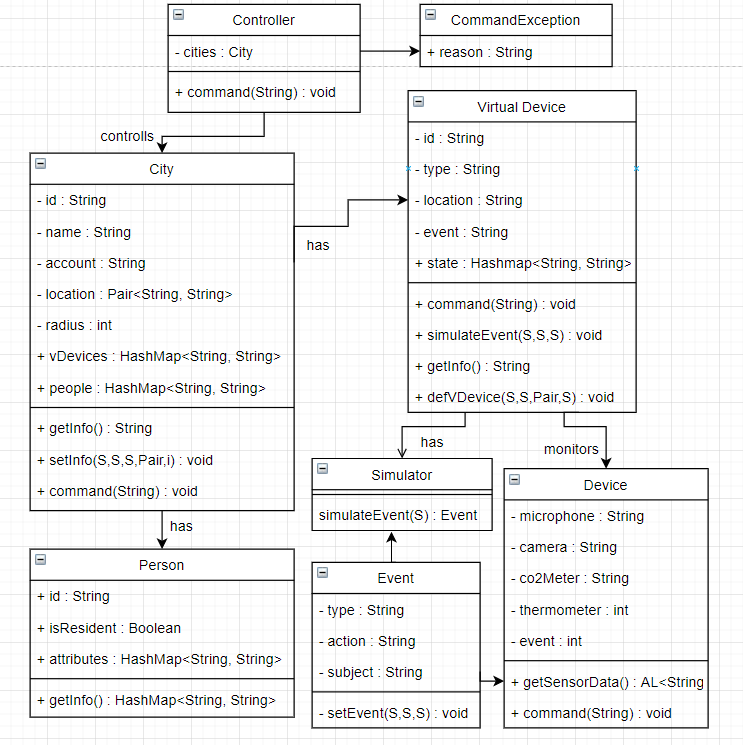 Controller
- cities : City
+ command(String) : void
CommandException
+ reason : String
controlls
City
- id : String
- name : String
- account : String
- location : Pair<String, String>
- radius : int
+ vDevices : HashMap<String, String>
+ people : HashMap<String, String>
+ getInfo() : String
+ setInfo(S,S,S,Pair,i) : void
+ command(String) : void
has
Virtual Device
- id : String
- type : String
- location : String
- event : String
+ state : Hashmap<String, String>
+ command(String) : void
+ simulateEvent(S,S,S) : void
+ getInfo() : String
+ defVDevice(S,S,Pair,S) : void
has
monitors
has
Person
+ id : String
+ isResident : Boolean
+ attributes : HashMap<String, String>
+ getInfo() : HashMap<String, String>
Simulator
simulateEvent(S) : Event
Event
- type : String
- action : String
- subject : String
- setEvent(S,S,S) : void
Device
- microphone : String
- camera : String
- co2Meter : String
- thermometer : int
- event : int
+ getSensorData() : AL<String
+ command(String) : void